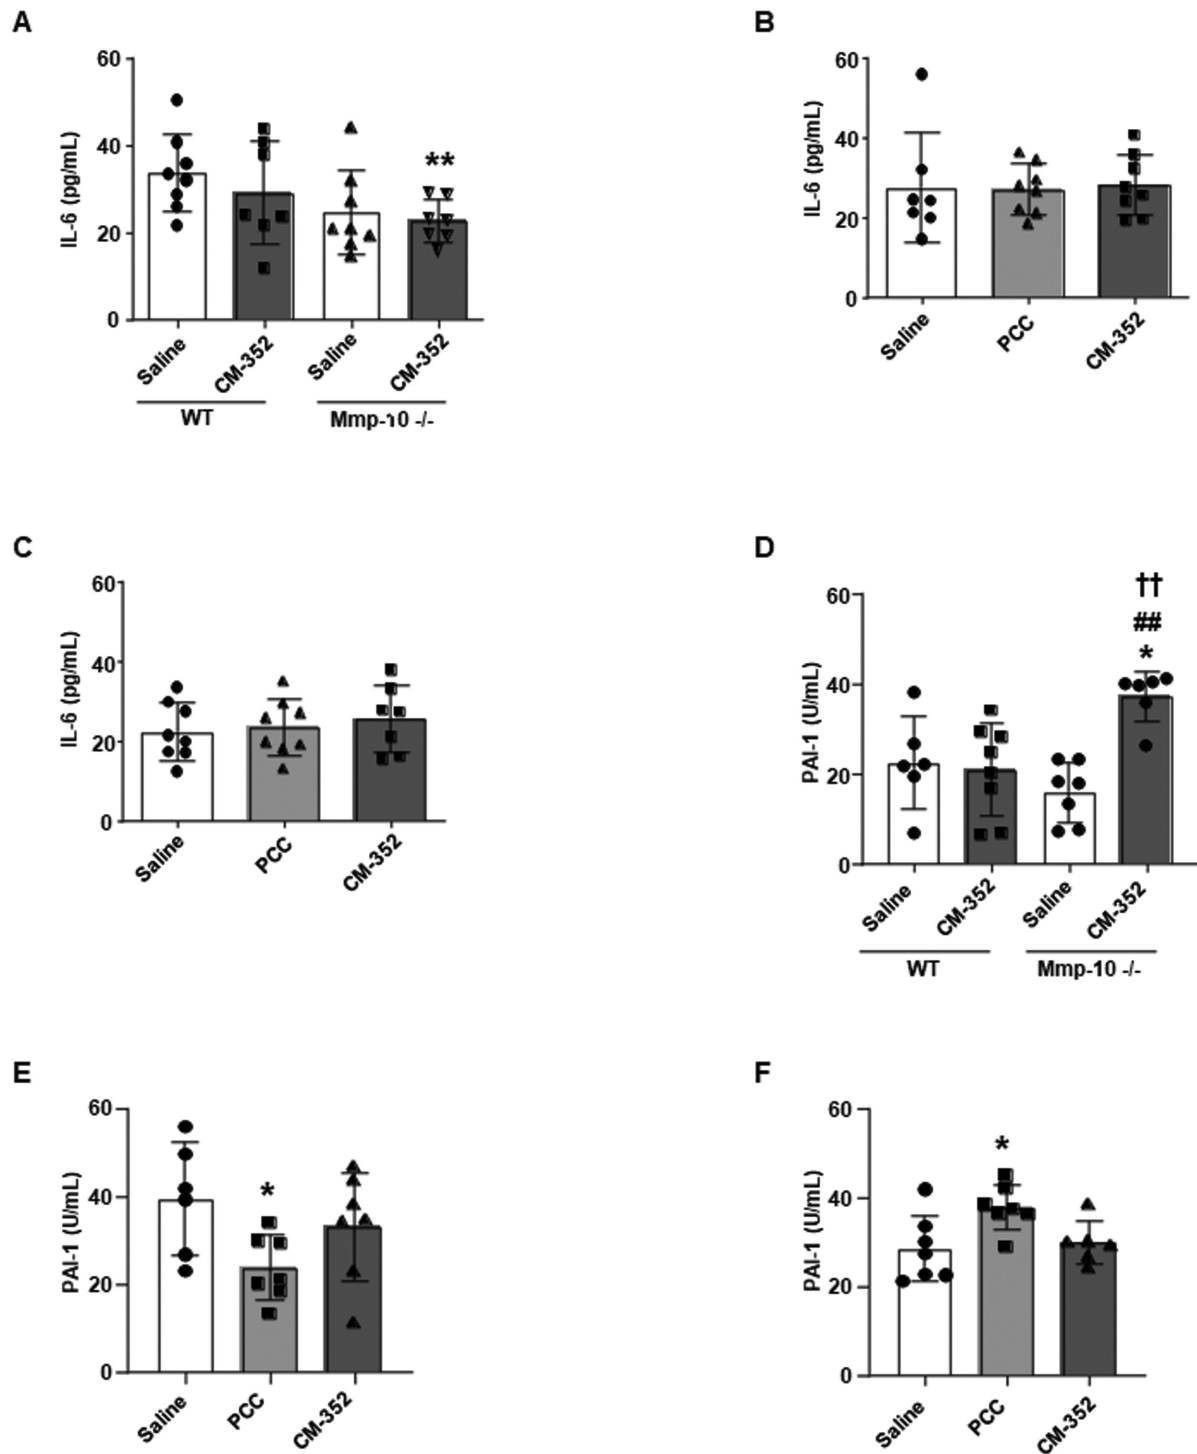 A
60
40
20
0
IL-6 (pg/mL)
**
Saline
CM-352
Saline
CM-352
WT
Mmp-10 -/-
B
60
40
20
0
IL-6 (pg/mL)
Saline
PCC
CM-352
C
60
40
20
0
IL-6 (pg/mL)
Saline
PCC
CM-352
D
60
40
20
0
PAI-1 (U/mL)
††
##
*
Saline
CM-352
Saline
CM-352
WT
Mmp-10 -/-
E
60
40
20
0
PAI-1 (U/mL)
*
Saline
PCC
CM-352
F
60
40
20
0
PAI-1 (U/mL)
*
Saline
PCC
CM-352